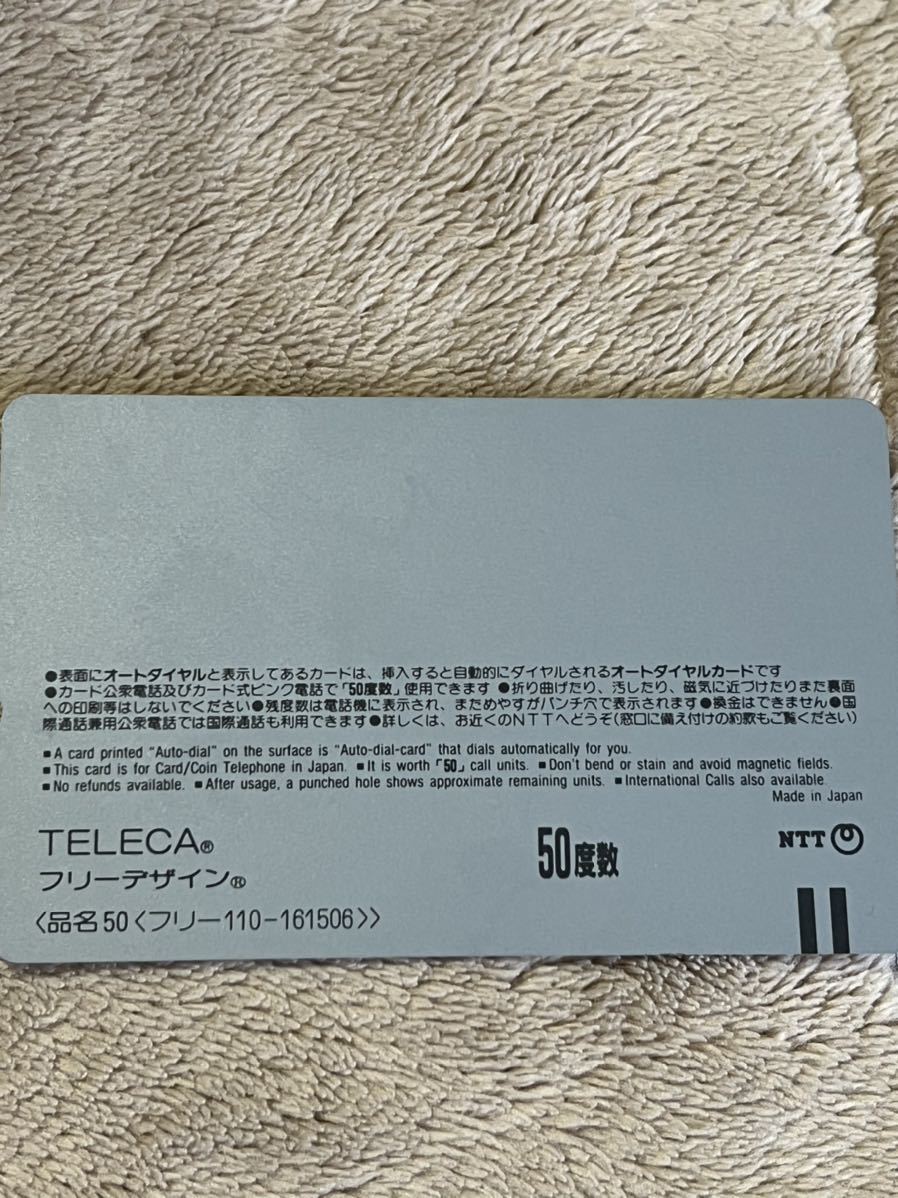 ●表面にオートダイヤルと表示してあるカードは、挿入すると自動的にダイヤルされるオートダイヤルカードです
●カード公衆電話及びカード式ピンク電話で「50度数」使用できます ●折り曲げたり、汚したり、磁気に近づけたりまた裏面
への印刷等はしないでください●残度数は電話機に表示され、まためやすがパンチ穴で表示されます●換金はできません●国
際通話兼用公衆電話では国際通話も利用できます●詳しくは、お近くのNTTへどうぞ(窓口に備え付けの約款もご覧ください)
■A card printed "Auto-dial" on the surface is "Auto-dial-card" that dials automatically for you.
■This card is for Card/Coin Telephone in Japan. ■It is worth「50」call units. ■Don't bend or stain and avoid magnetic fields.
■No refunds available. ■After usage, a punched hole shows approximate remaining units. ■International Calls also available.
Made in Japan
TELECA® 50度数 NTT
フリーデザイン®
〈品名50〈フリー110-161506〉〉